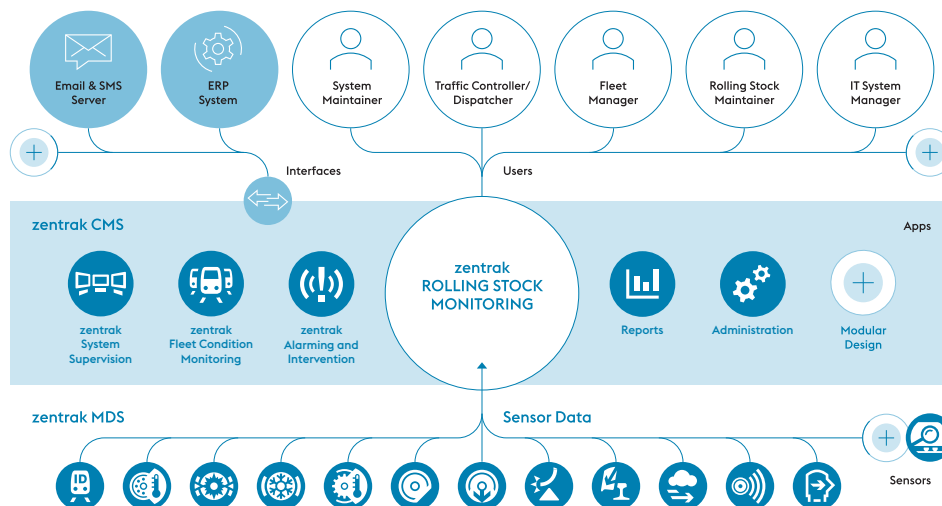 Email & SMS
Server
ERP
System
System
Maintainer
Traffic Controller/
Dispatcher
Fleet
Manager
Rolling Stock
Maintainer
IT System
Manager
Interfaces
Users
zentrak CMS
Apps
zentrak
ROLLING STOCK
MONITORING
zentrak
System
Supervision
zentrak
Fleet Condition
Monitoring
zentrak
Alarming and
Intervention
Reports
Administration
Modular
Design
zentrak MDS
Sensor Data
ID
Sensors